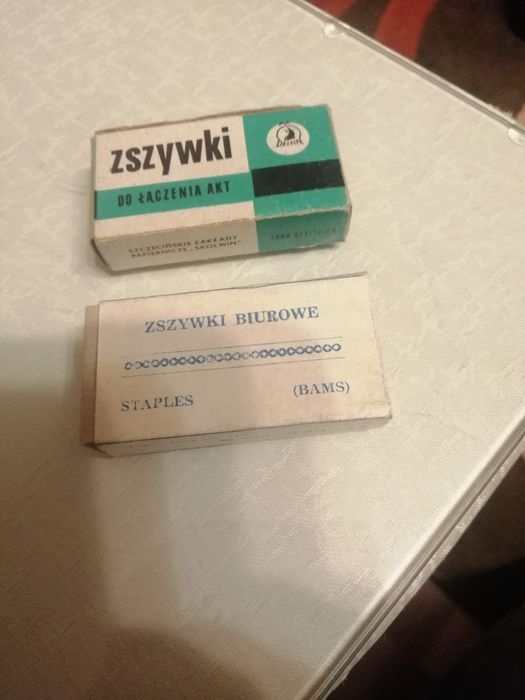 zszywki
DO ŁĄCZENIA AKT
SZCZECIŃSKIE ZAKŁADY
PAPIERNICZE „SKOLWIN"
ZSZYWKI BIUROWE
STAPLES (BAMS)